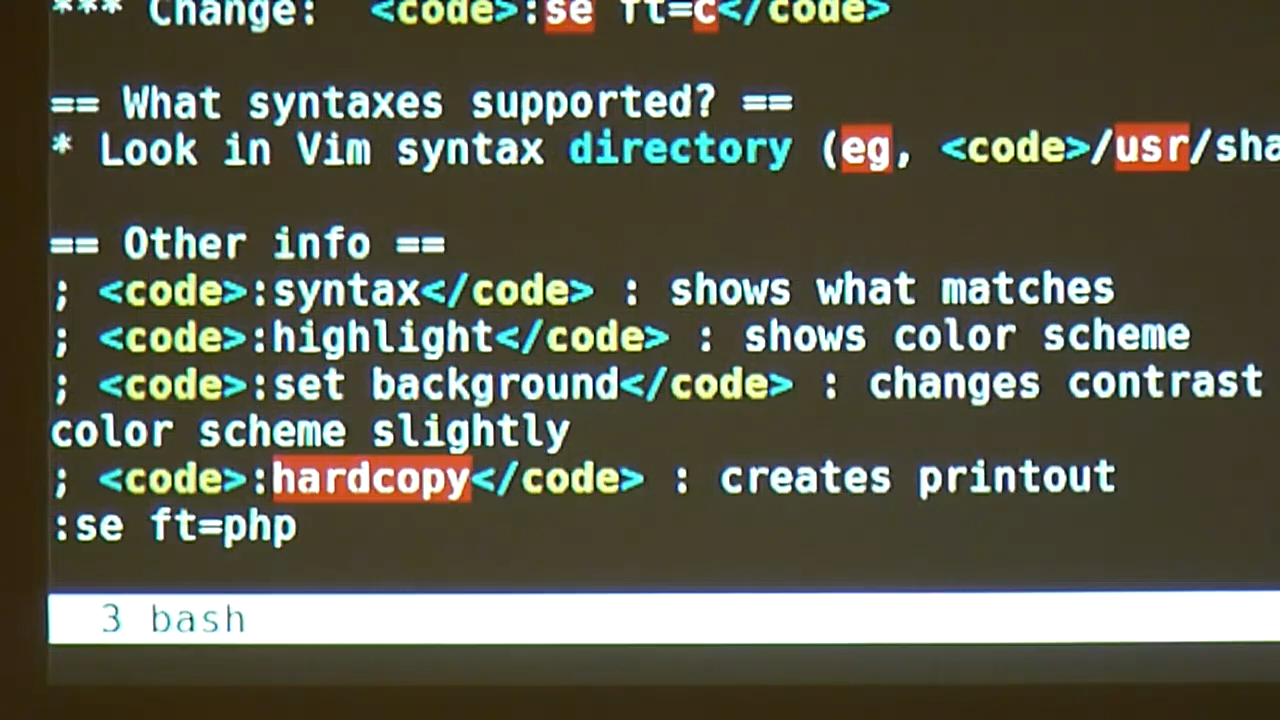 *** Change:  <code>:se ft=c</code>
== What syntaxes supported? ==
* Look in Vim syntax directory (eg, <code>/usr/sha
== Other info ==
; <code>:syntax</code> : shows what matches
; <code>:highlight</code> : shows color scheme
; <code>:set background</code> : changes contrast
color scheme slightly
; <code>:hardcopy</code> : creates printout
:se ft=php
3 bash